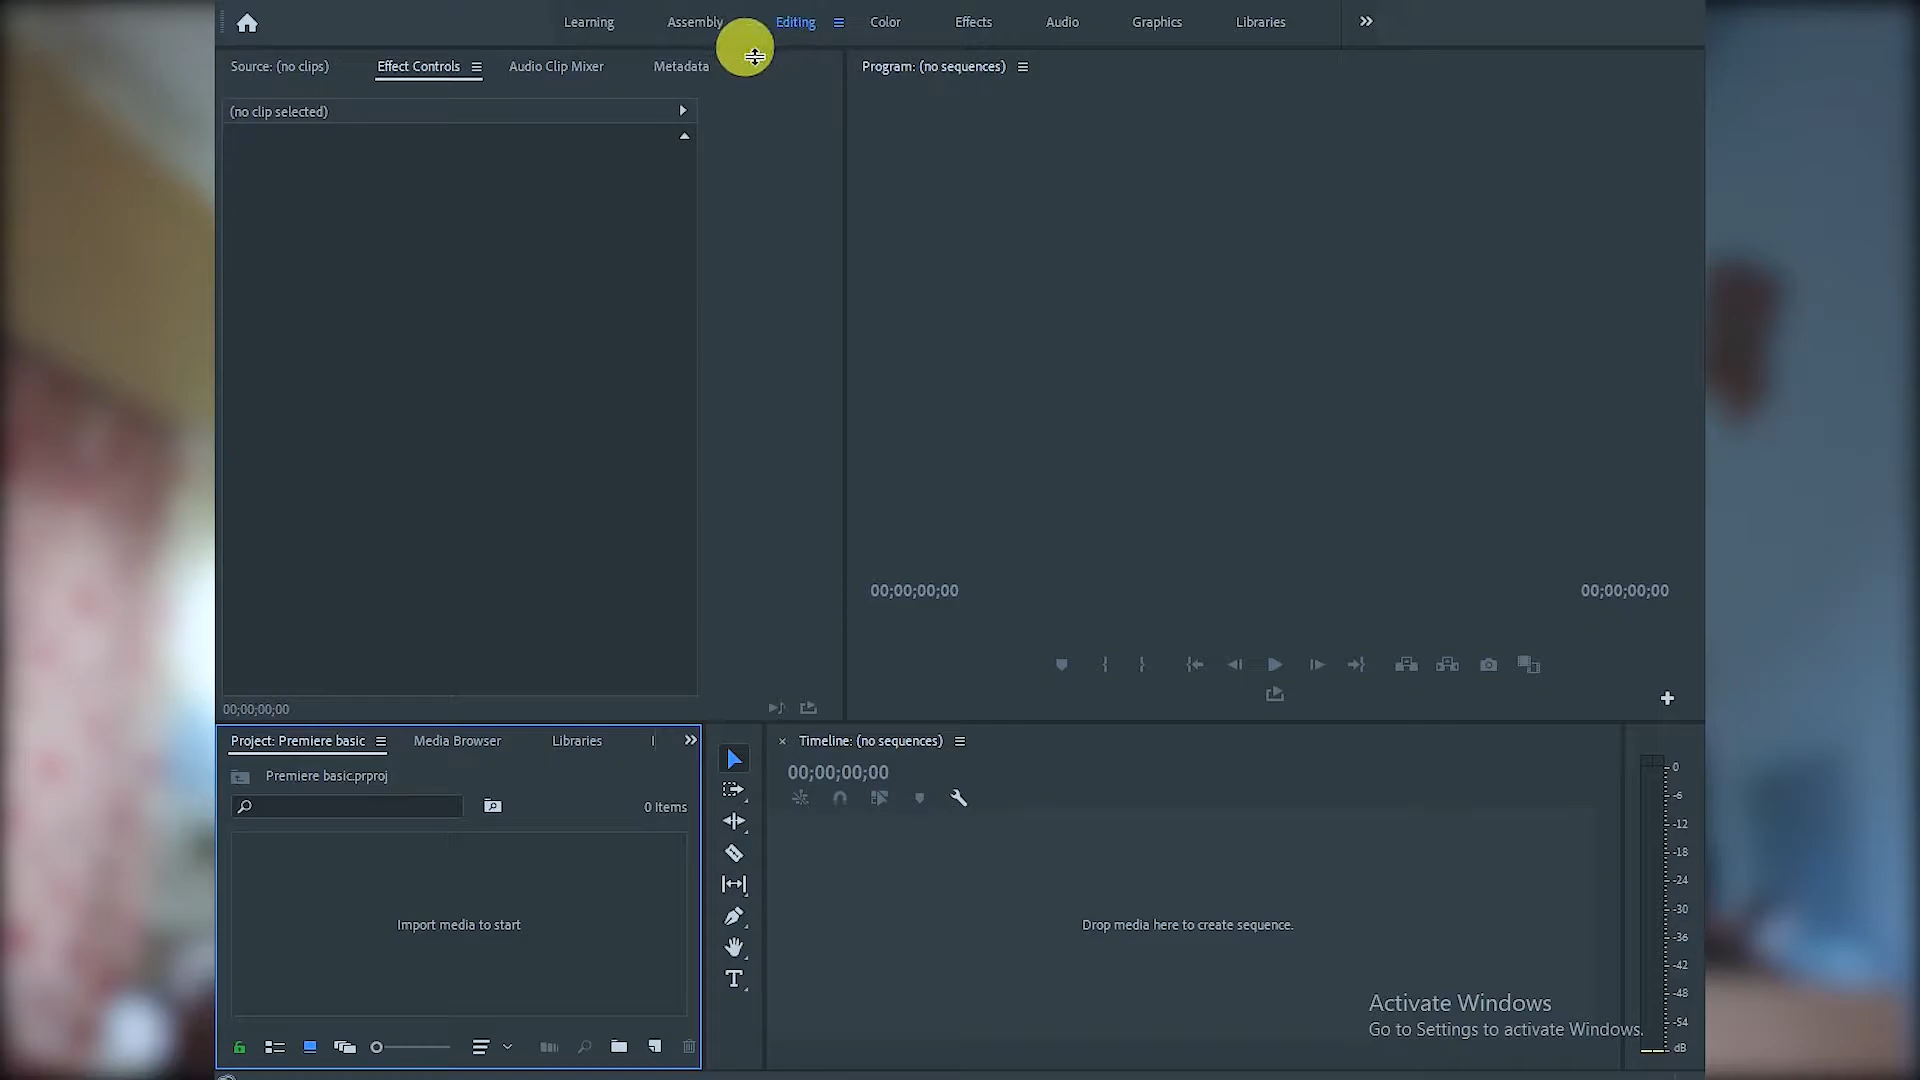 Learning Assembly Editing Color Effects Audio Graphics Libraries
Source: (no clips) Effect Controls Audio Clip Mixer Metadata Program: (no sequences)
(no clip selected)
00;00;00;00 00;00;00;00
00;00;00;00
Project: Premiere basic Media Browser Libraries Timeline: (no sequences)
Premiere basic.prproj 00;00;00;00
0 Items
Import media to start
Drop media here to create sequence.
0
-6
-12
-18
-24
-30
-36
-42
-48
-54
dB
Activate Windows
Go to Settings to activate Windows.